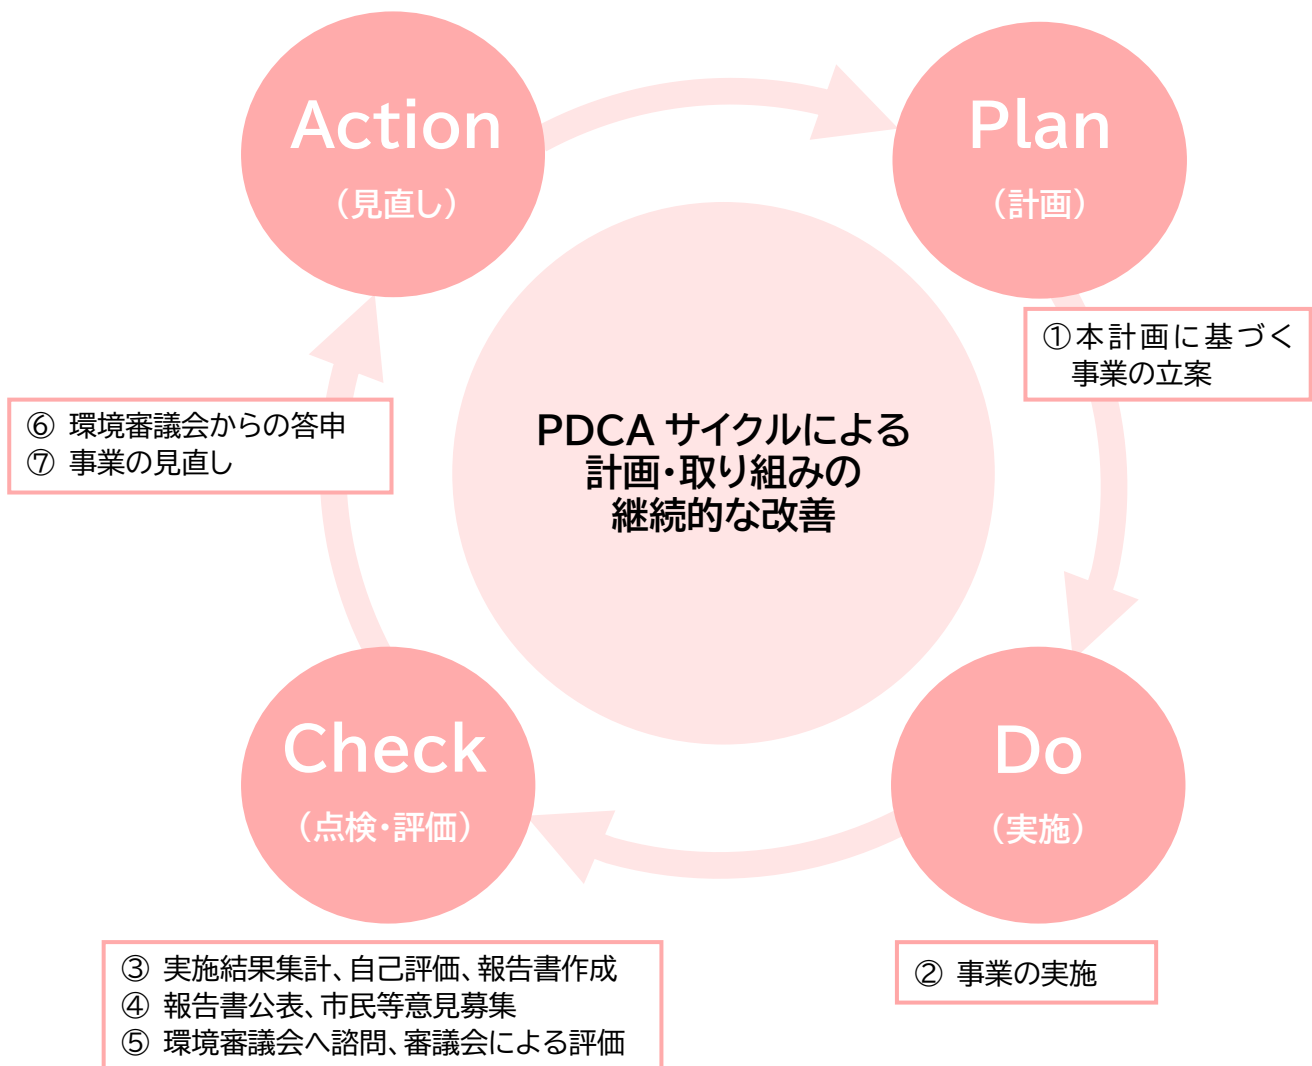 Action
（見直し）
Plan
（計画）
①本計画に基づく
事業の立案
⑥ 環境審議会からの答申
⑦ 事業の見直し
PDCA サイクルによる
計画・取り組みの
継続的な改善
Check
（点検・評価）
Do
（実施）
③ 実施結果集計、自己評価、報告書作成
④ 報告書公表、市民等意見募集
⑤ 環境審議会へ諮問、審議会による評価
② 事業の実施